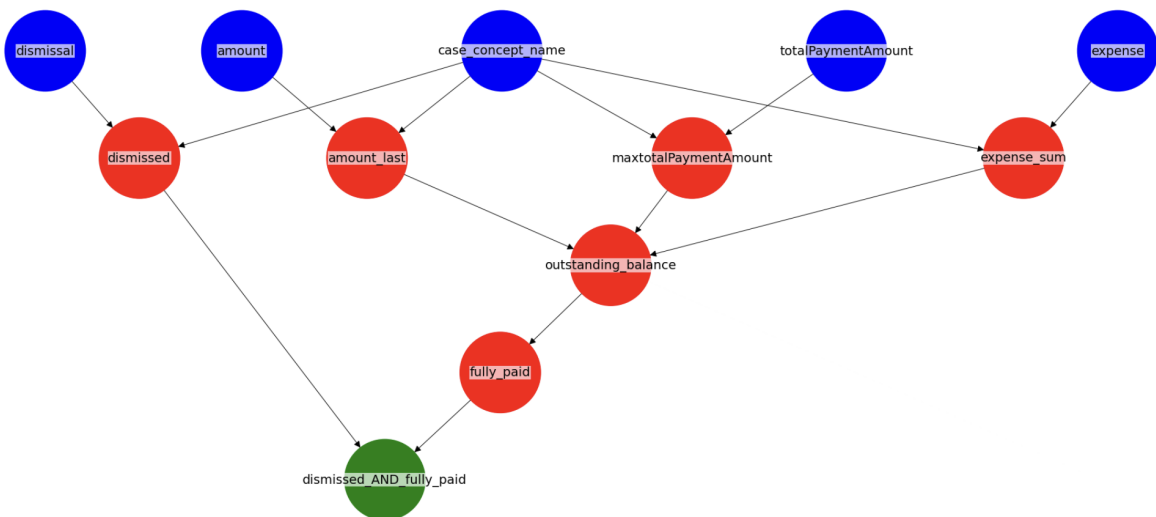 dismissal
amount
case_concept_name
totalPaymentAmount
expense
dismissed
amount_last
maxtotalPaymentAmount
expense_sum
outstanding_balance
fully_paid
dismissed_AND_fully_paid